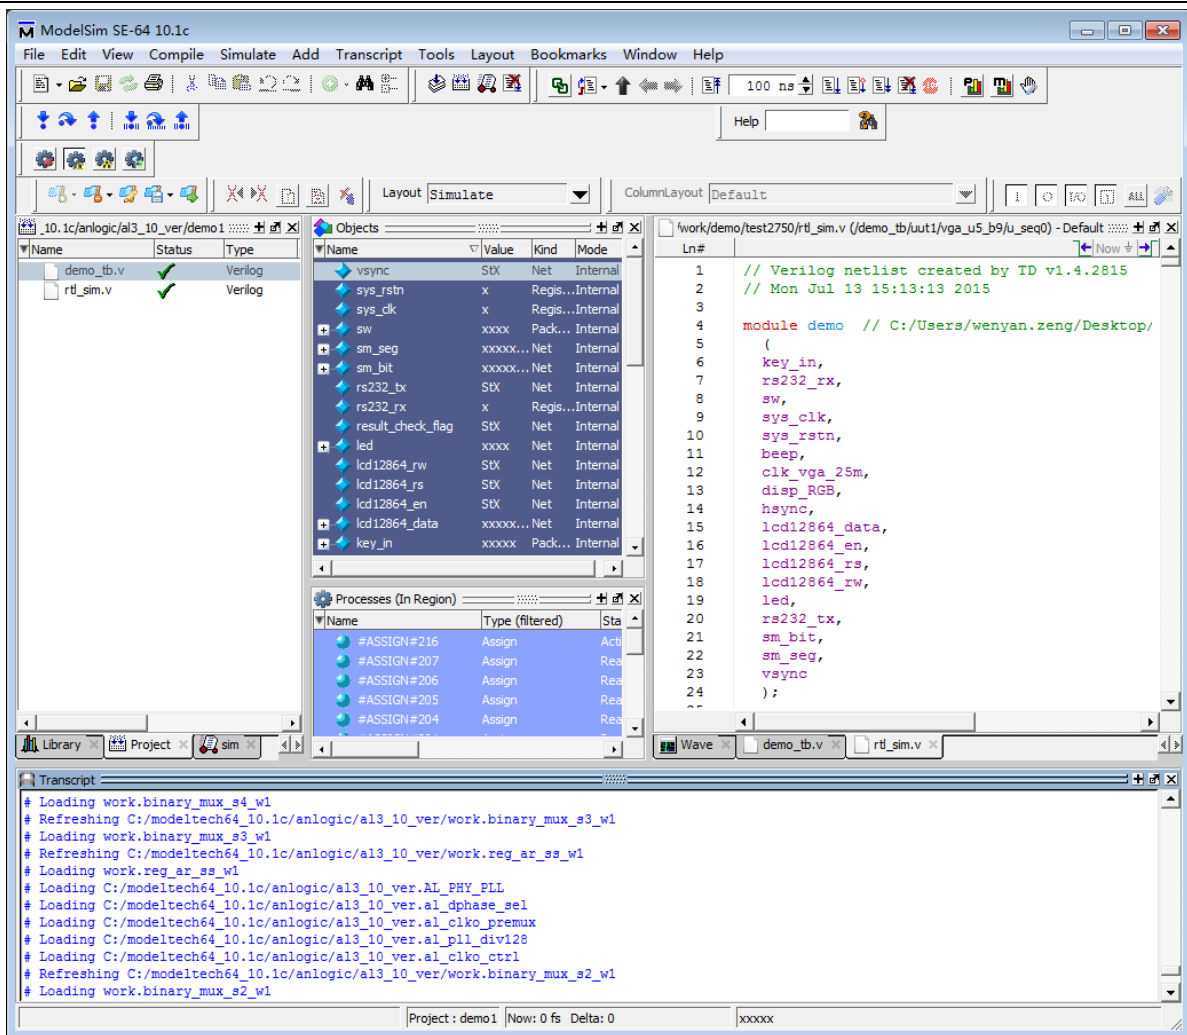 ModelSim SE-64 10.1c
File Edit View Compile Simulate Add Transcript Tools Layout Bookmarks Window Help
100 ns
Help
Layout Simulate
ColumnLayout Default
ALL
_10.1c/anlogic/al3_10_ver/demo1
Name Status Type
demo_tb.v Verilog
rtl_sim.v Verilog
Library Project sim
Objects
Name Value Kind Mode
vsync StX Net Internal
sys_rstn x Regis... Internal
sys_clk x Regis... Internal
sw xxxx Pack... Internal
sm_seg xxxxx... Net Internal
sm_bit xxxxx... Net Internal
rs232_tx StX Net Internal
rs232_rx x Regis... Internal
result_check_flag StX Net Internal
led xxxx Net Internal
lcd12864_rw StX Net Internal
lcd12864_rs StX Net Internal
lcd12864_en StX Net Internal
lcd12864_data xxxxx... Net Internal
key_in xxxxx Pack... Internal
Processes (In Region)
Name Type (filtered) Sta
#ASSIGN#216 Assign Acti
#ASSIGN#207 Assign Rea
#ASSIGN#206 Assign Rea
#ASSIGN#205 Assign Rea
#ASSIGN#204 Assign Rea
/work/demo/test2750/rtl_sim.v (/demo_tb/uut1/vga_u5_b9/u_seq0) - Default
Ln# Now
1 // Verilog netlist created by TD v1.4.2815
2 // Mon Jul 13 15:13:13 2015
3
4 module demo // C:/Users/wenyan.zeng/Desktop/
5 (
6 key_in,
7 rs232_rx,
8 sw,
9 sys_clk,
10 sys_rstn,
11 beep,
12 clk_vga_25m,
13 disp_RGB,
14 hsync,
15 lcd12864_data,
16 lcd12864_en,
17 lcd12864_rs,
18 lcd12864_rw,
19 led,
20 rs232_tx,
21 sm_bit,
22 sm_seg,
23 vsync
24 );
Wave demo_tb.v rtl_sim.v
Transcript
# Loading work.binary_mux_s4_w1
# Refreshing C:/modeltech64_10.1c/anlogic/al3_10_ver/work.binary_mux_s3_w1
# Loading work.binary_mux_s3_w1
# Refreshing C:/modeltech64_10.1c/anlogic/al3_10_ver/work.reg_ar_ss_w1
# Loading work.reg_ar_ss_w1
# Loading C:/modeltech64_10.1c/anlogic/al3_10_ver.AL_PHY_PLL
# Loading C:/modeltech64_10.1c/anlogic/al3_10_ver.al_dphase_sel
# Loading C:/modeltech64_10.1c/anlogic/al3_10_ver.al_clko_premux
# Loading C:/modeltech64_10.1c/anlogic/al3_10_ver.al_pll_div128
# Loading C:/modeltech64_10.1c/anlogic/al3_10_ver.al_clko_ctrl
# Refreshing C:/modeltech64_10.1c/anlogic/al3_10_ver/work.binary_mux_s2_w1
# Loading work.binary_mux_s2_w1
Project : demo1 Now: 0 fs Delta: 0 xxxxx